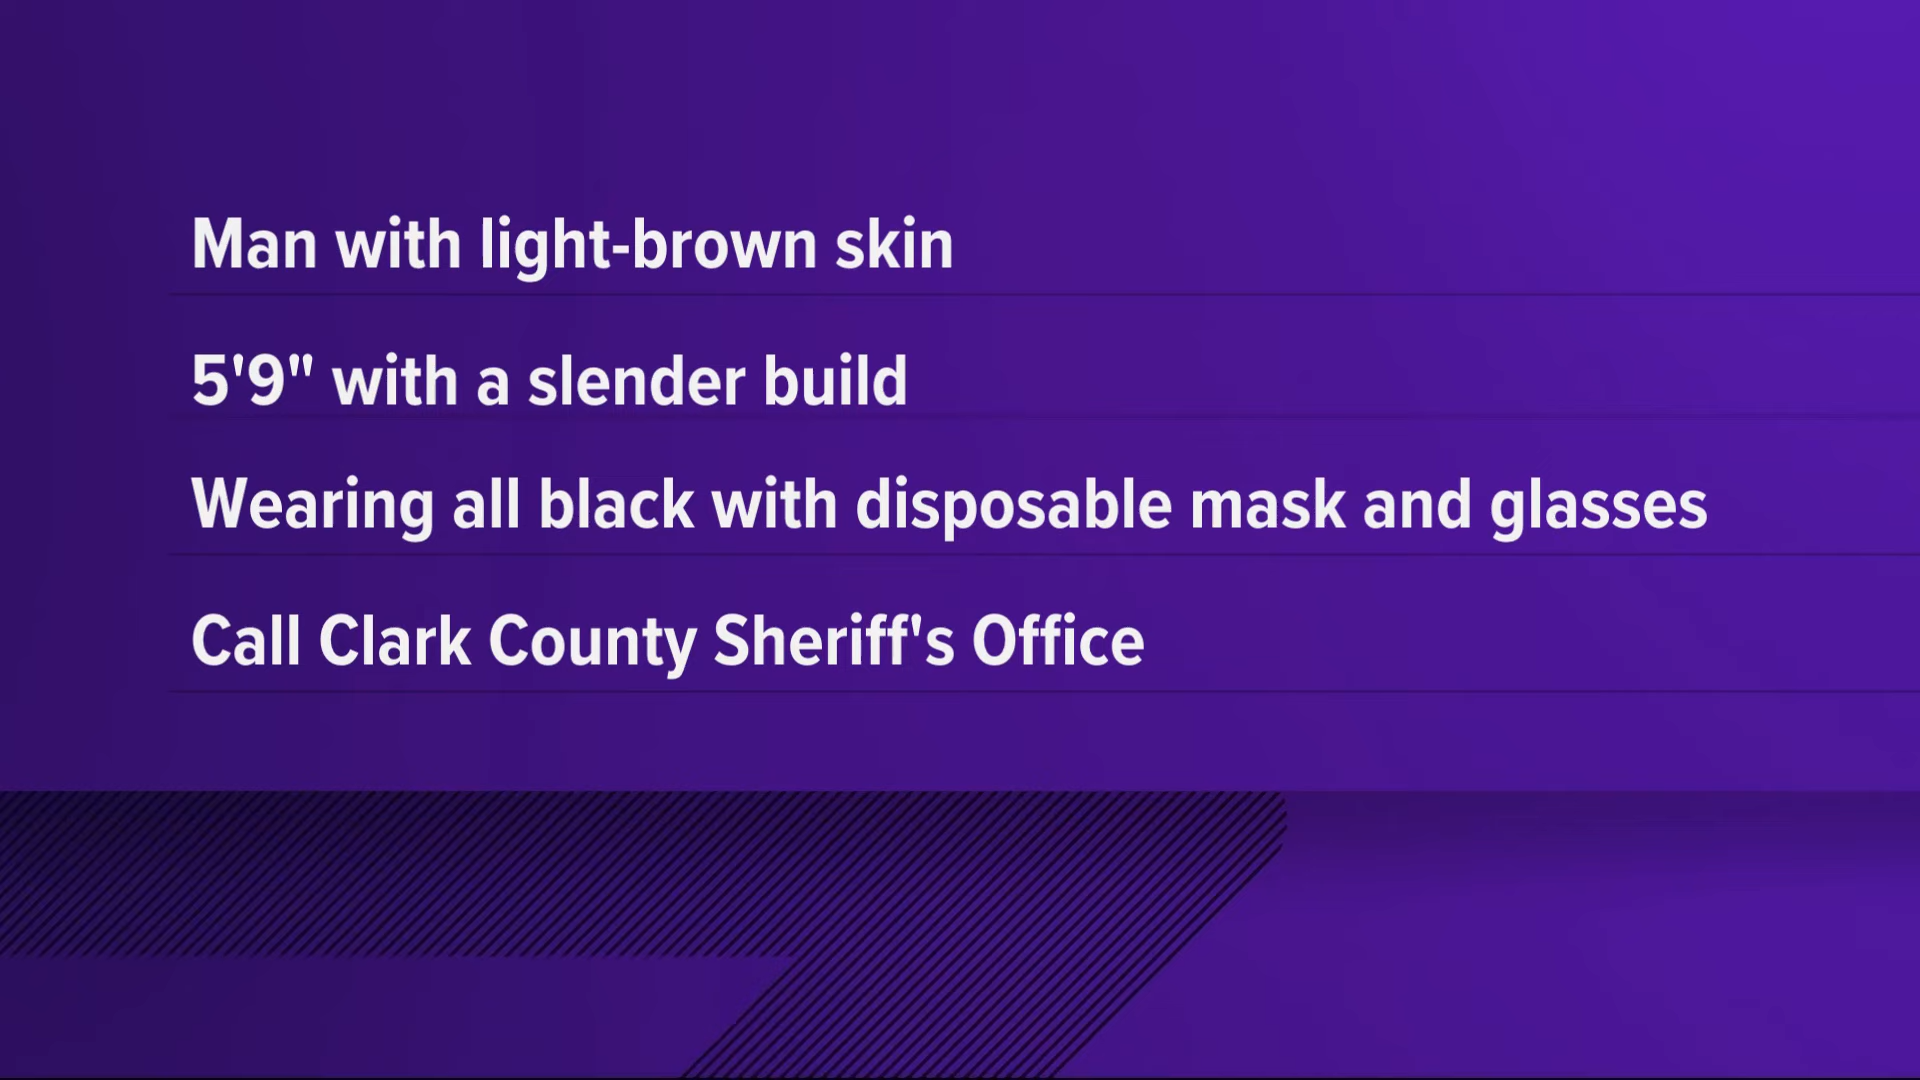 Man with light-brown skin
5'9" with a slender build
Wearing all black with disposable mask and glasses
Call Clark County Sheriff's Office